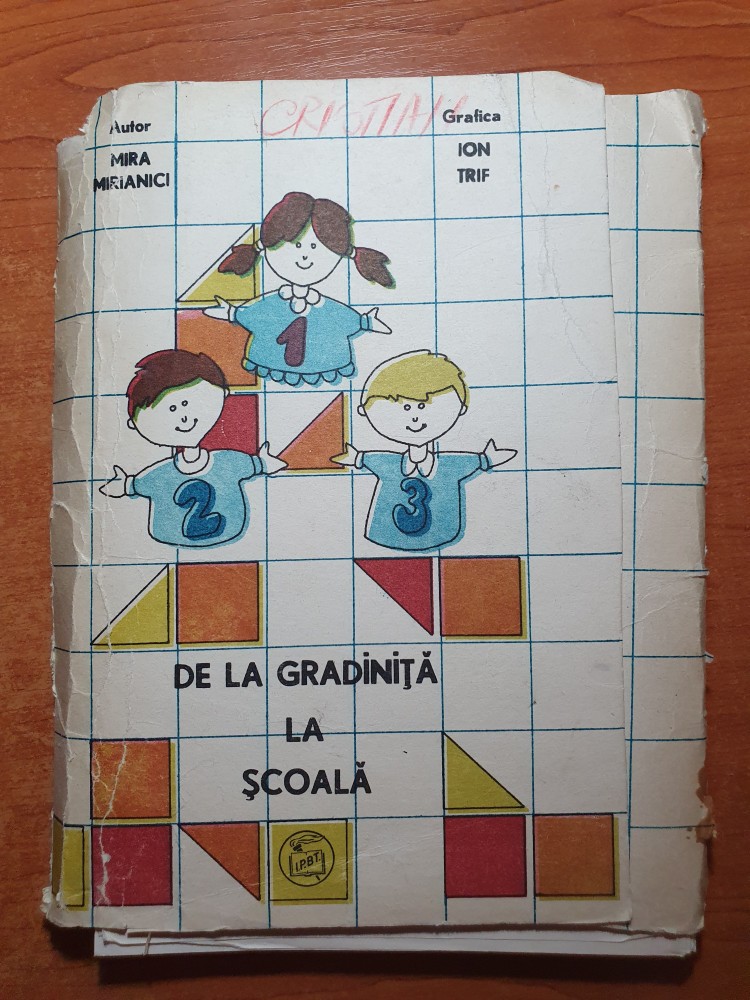 CRISTIAN
Autor
MIRA
MIRIANICI
Grafica
ION
TRIF
1
2
3
DE LA GRADINIŢĂ
LA
ŞCOALĂ
I.P.B.T.